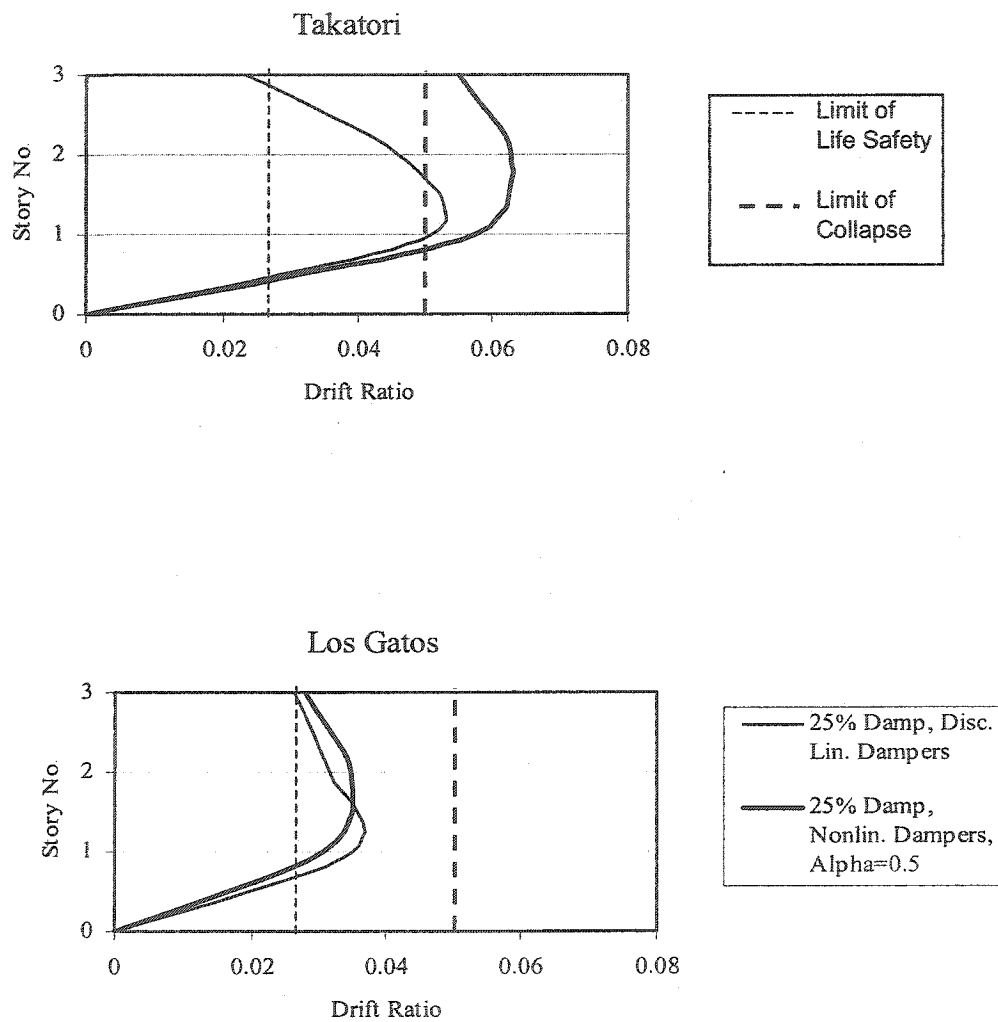 Takatori
3
2
1
0
Story No.
0 0.02 0.04 0.06 0.08
Drift Ratio
Limit of
Life Safety
Limit of
Collapse
Los Gatos
3
2
1
0
Story No.
0 0.02 0.04 0.06 0.08
Drift Ratio
25% Damp, Disc.
Lin. Dampers
25% Damp,
Nonlin. Dampers,
Alpha=0.5